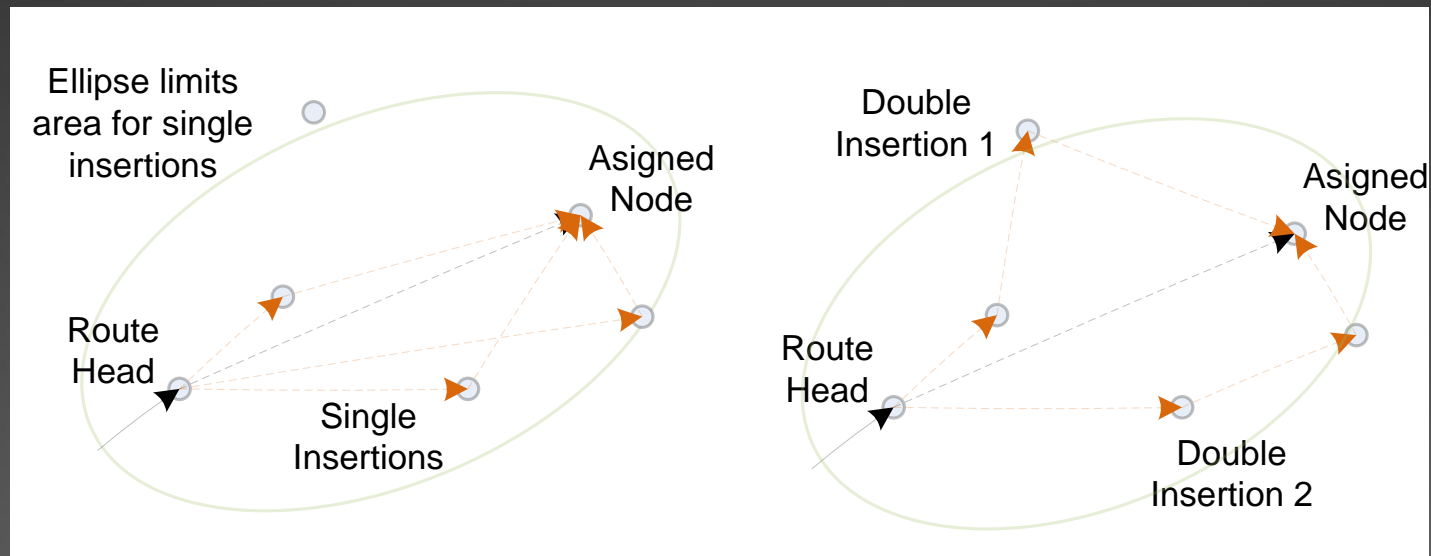 Ellipse limits
area for single
insertions
Asigned
Node
Route
Head
Single
Insertions
Double
Insertion 1
Asigned
Node
Route
Head
Double
Insertion 2